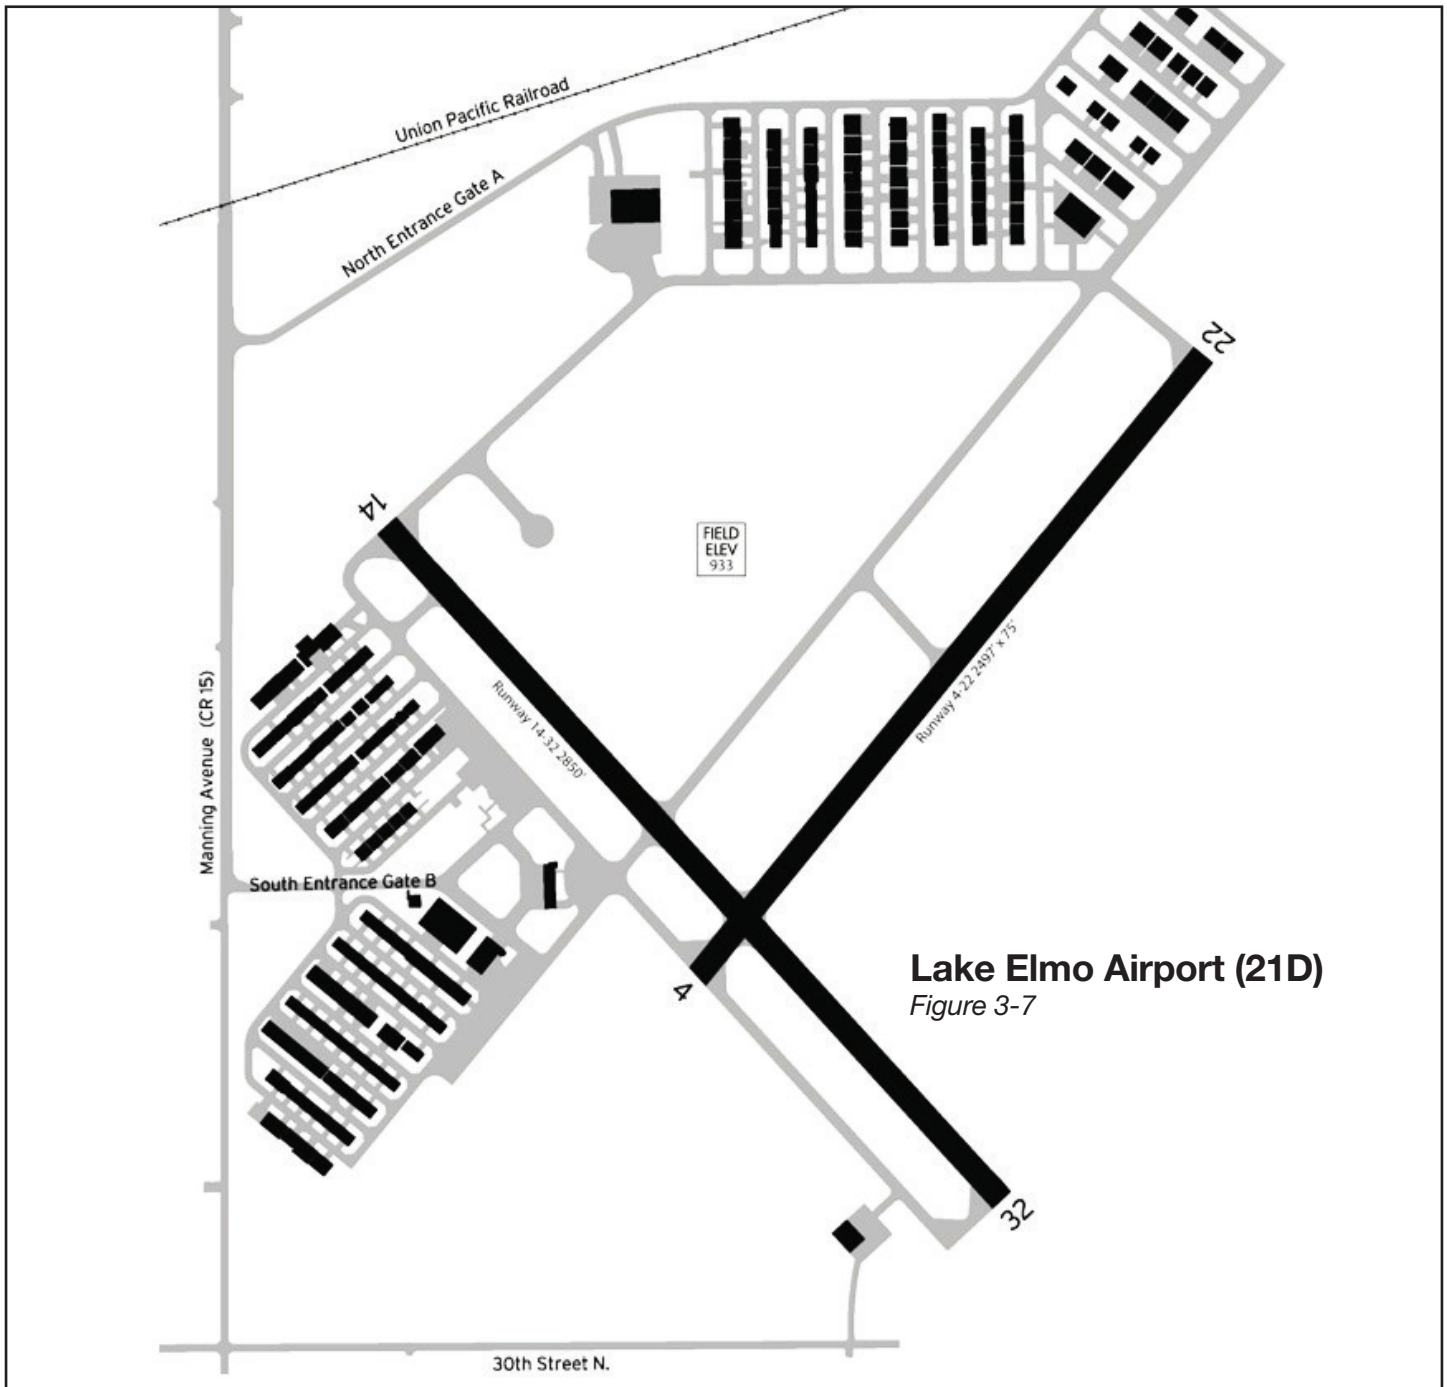 Union Pacific Railroad
North Entrance Gate A
22
14
FIELD
ELEV
933
Runway 14-32 2850'
Runway 4-22 2497' x 75'
Manning Avenue (CR 15)
South Entrance Gate B
4
Lake Elmo Airport (21D)
Figure 3-7
32
30th Street N.